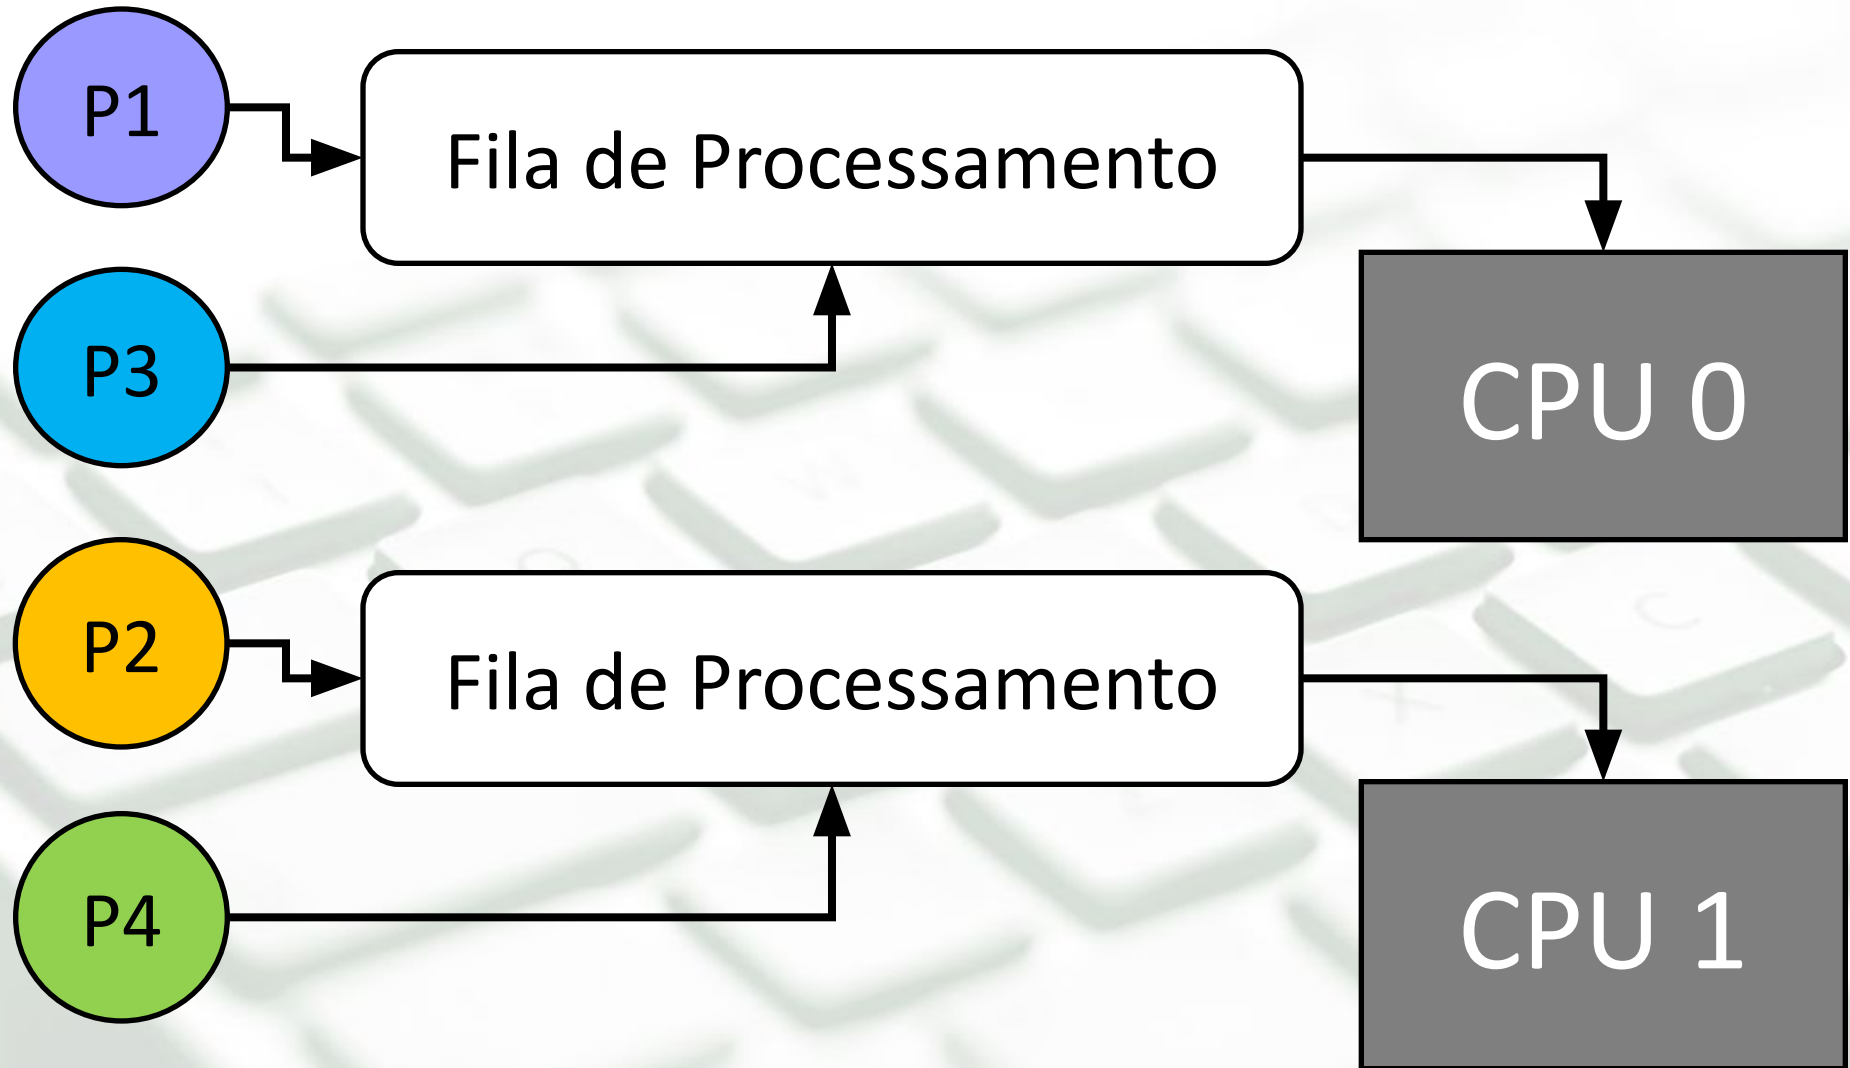 P1
Fila de Processamento
P3
CPU 0
P2
Fila de Processamento
P4
CPU 1